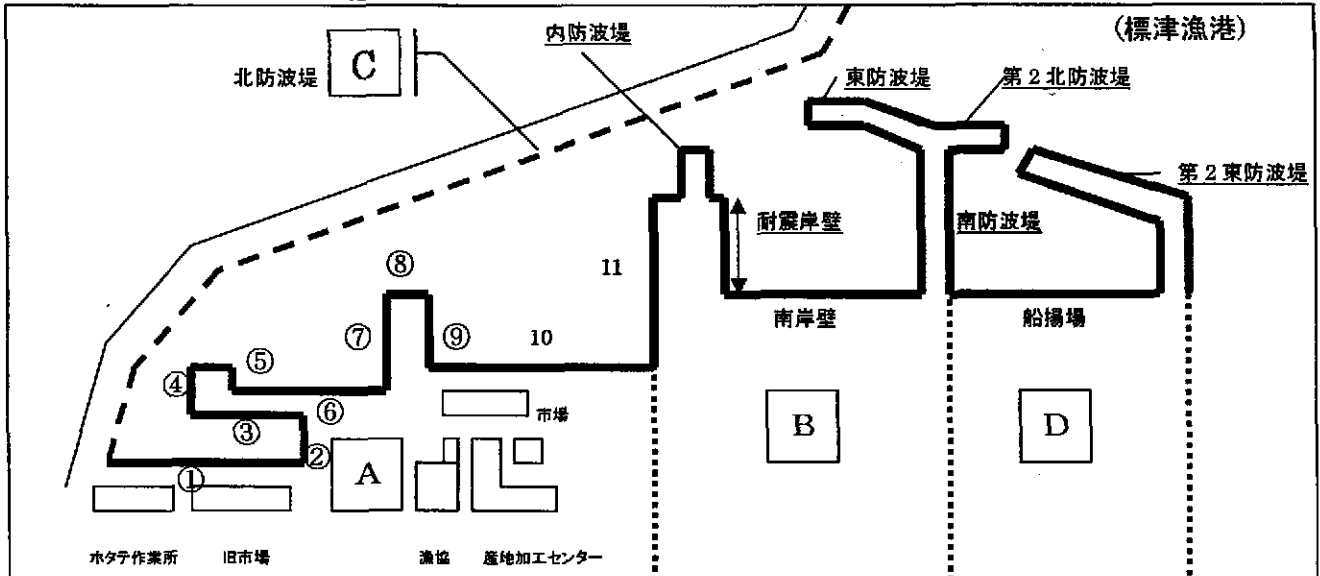 (標津漁港)
内防波堤
北防波堤
C
東防波堤
第2北防波堤
第2東防波堤
耐震岸壁
南防波堤
11
⑧
南岸壁
船揚場
⑦
⑨
10
⑤
④
⑥
市場
③
B
D
②
A
①
ホタテ作業所
旧市場
漁協
産地加工センター